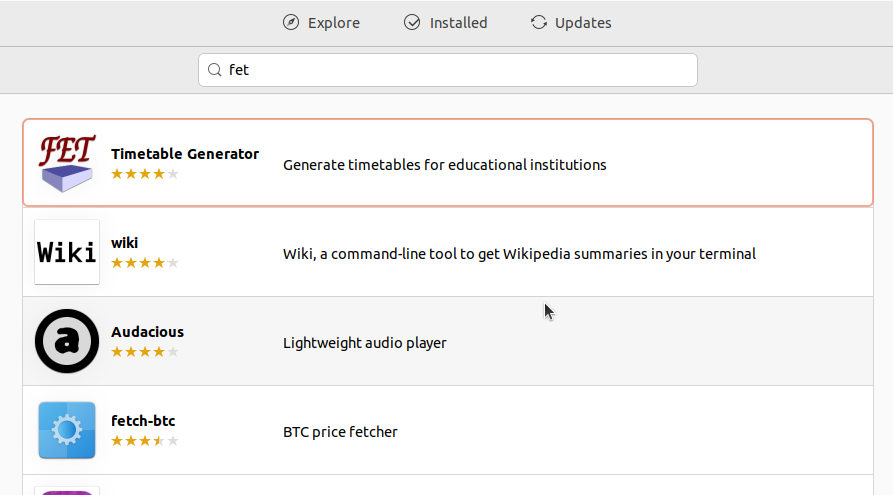 Explore Installed Updates
fet
FET
Timetable Generator
Generate timetables for educational institutions
Wiki
wiki
Wiki, a command-line tool to get Wikipedia summaries in your terminal
a
Audacious
Lightweight audio player
fetch-btc
BTC price fetcher